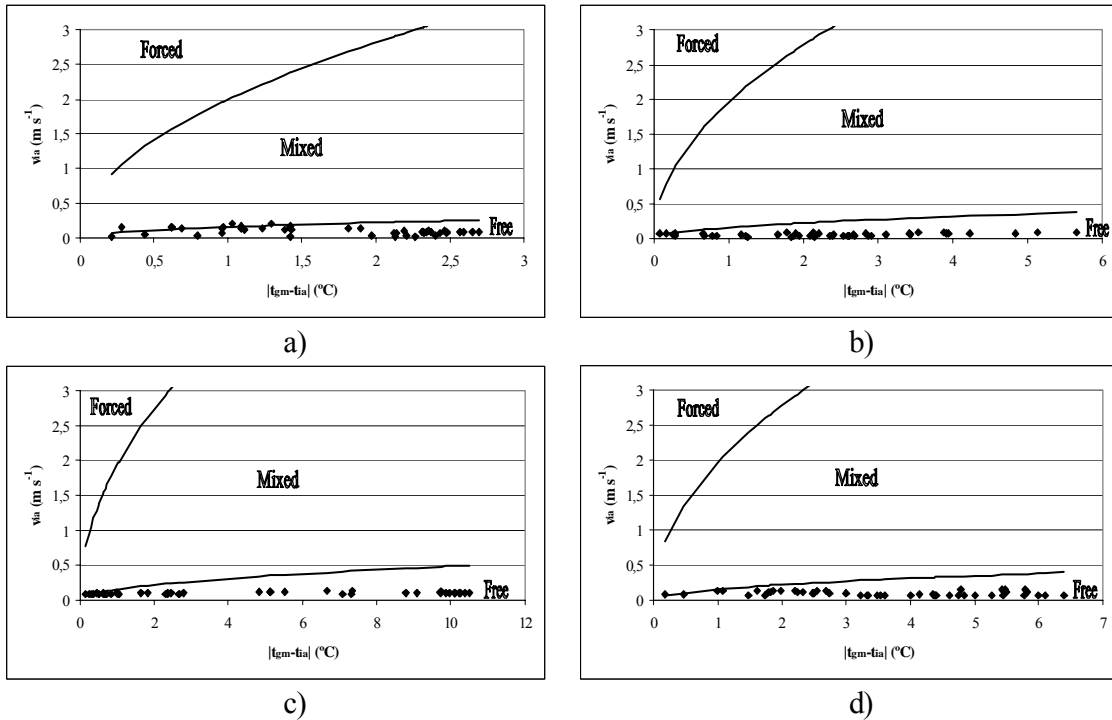 3
2,5
2
1,5
1
0,5
0
Forced
Mixed
Free
via (m s-1)
0 0,5 1 1,5 2 2,5 3
|tgm-tia| (ºC)
a)
3
2,5
2
1,5
1
0,5
0
Forced
Mixed
Free
via (m s-1)
0 1 2 3 4 5 6
|tgm-tia| (ºC)
b)
3
2,5
2
1,5
1
0,5
0
Forced
Mixed
Free
via (m s-1)
0 2 4 6 8 10 12
|tgm-tia| (ºC)
c)
3
2,5
2
1,5
1
0,5
0
Forced
Mixed
Free
via (m s-1)
0 1 2 3 4 5 6 7
|tgm-tia| (ºC)
d)